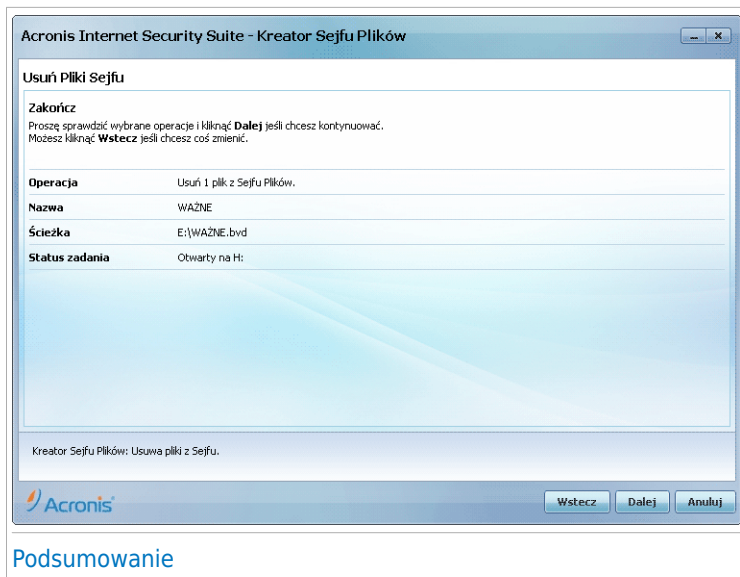 Acronis Internet Security Suite - Kreator Sejfu Plików
Usuń Pliki Sejfu
Zakończ
Proszę sprawdzić wybrane operacje i kliknąć Dalej jeśli chcesz kontynuować.
Możesz kliknąć Wstecz jeśli chcesz coś zmienić.
Operacja Usuń 1 plik z Sejfu Plików.
Nazwa WAŻNE
Ścieżka E:\WAŻNE.bvd
Status zadania Otwarty na H:
Kreator Sejfu Plików: Usuwa pliki z Sejfu.
Acronis
Wstecz Dalej Anuluj
Podsumowanie